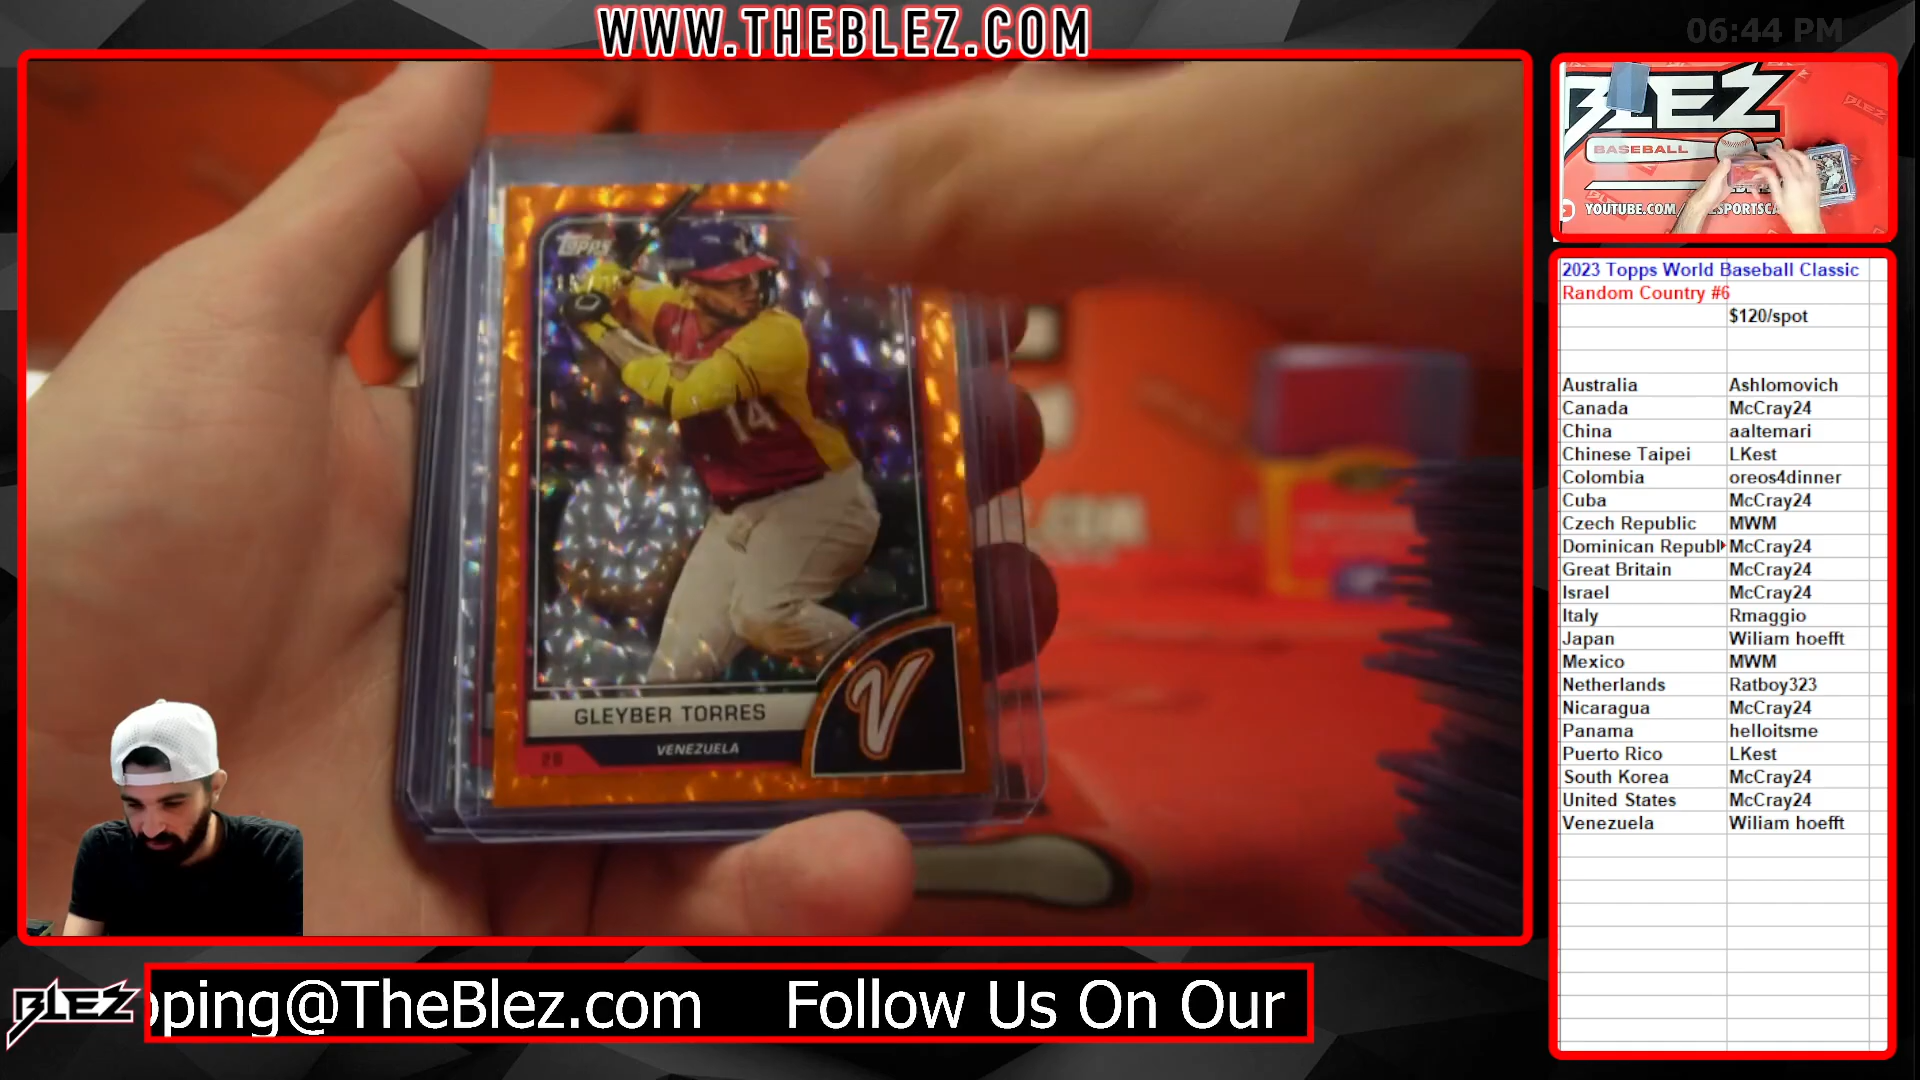 WWW.THEBLEZ.COM
06:44 PM
Topps
14
GLEYBER TORRES
VENEZUELA
V
BLEZ
BASEBALL
YOUTUBE.COM/
2023 Topps World Baseball Classic
Random Country #6
$120/spot
Australia Ashlomovich
Canada McCray24
China aaltemari
Chinese Taipei LKest
Colombia oreos4dinner
Cuba McCray24
Czech Republic MWM
Dominican Republ McCray24
Great Britain McCray24
Israel McCray24
Italy Rmaggio
Japan Wiliam hoefft
Mexico MWM
Netherlands Ratboy323
Nicaragua McCray24
Panama helloitsme
Puerto Rico LKest
South Korea McCray24
United States McCray24
Venezuela Wiliam hoefft
BLEZ
pping@TheBlez.com Follow Us On Our